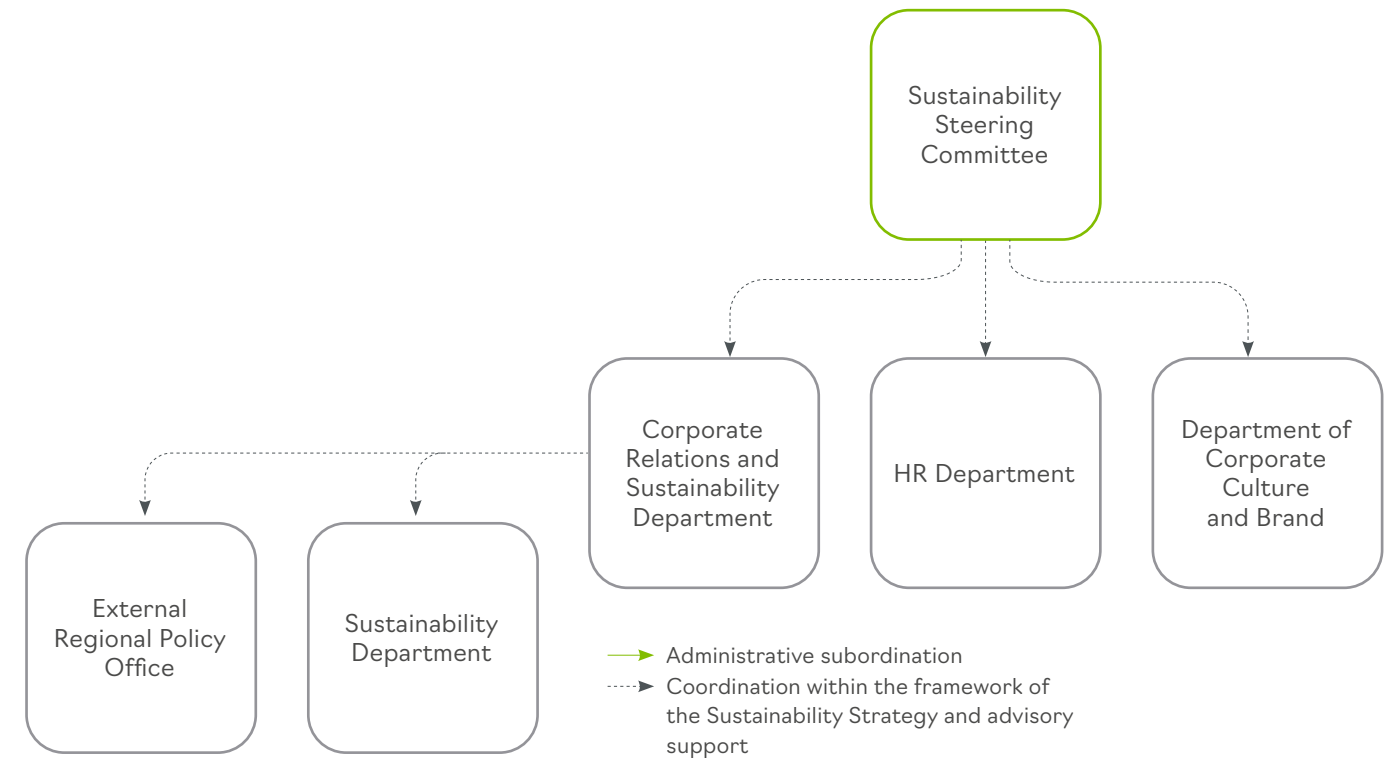 Sustainability
Steering
Committee
Corporate
Relations and
Sustainability
Department
HR Department
Department of
Corporate
Culture
and Brand
External
Regional Policy
Office
Sustainability
Department
Administrative subordination
Coordination within the framework of
the Sustainability Strategy and advisory
support